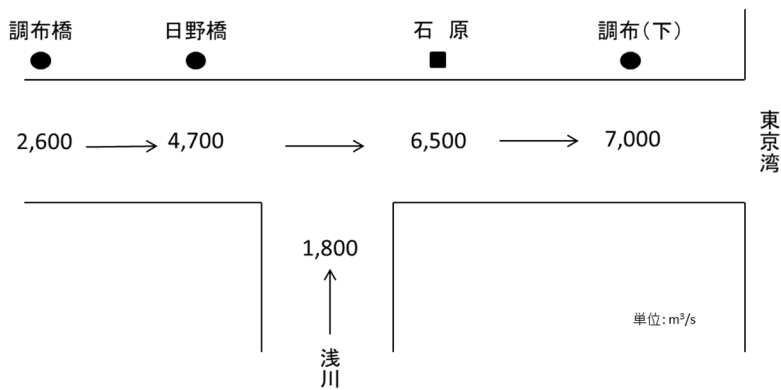 調布橋
日野橋
石 原
調布（下）
2,600
4,700
6,500
7,000
東京湾
1,800
単位：m³/s
浅川